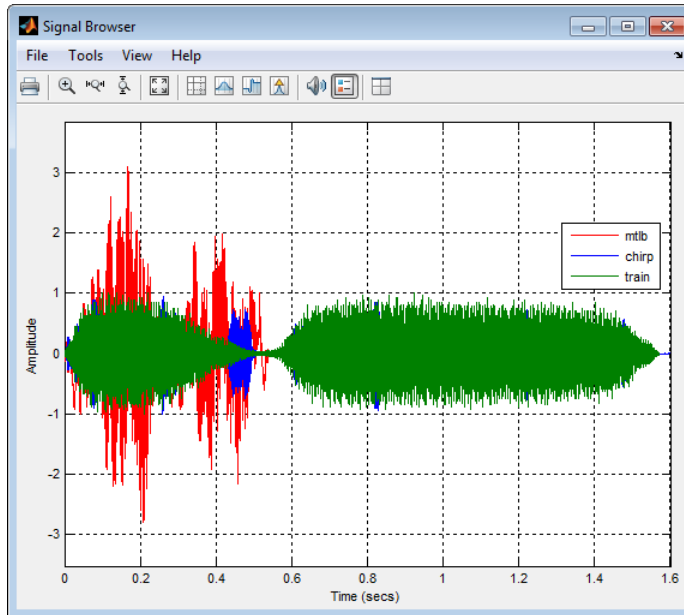 Signal Browser
File Tools View Help
3
2
1
0
-1
-2
-3
Amplitude
mtlb
chirp
train
0 0.2 0.4 0.6 0.8 1 1.2 1.4 1.6
Time (secs)